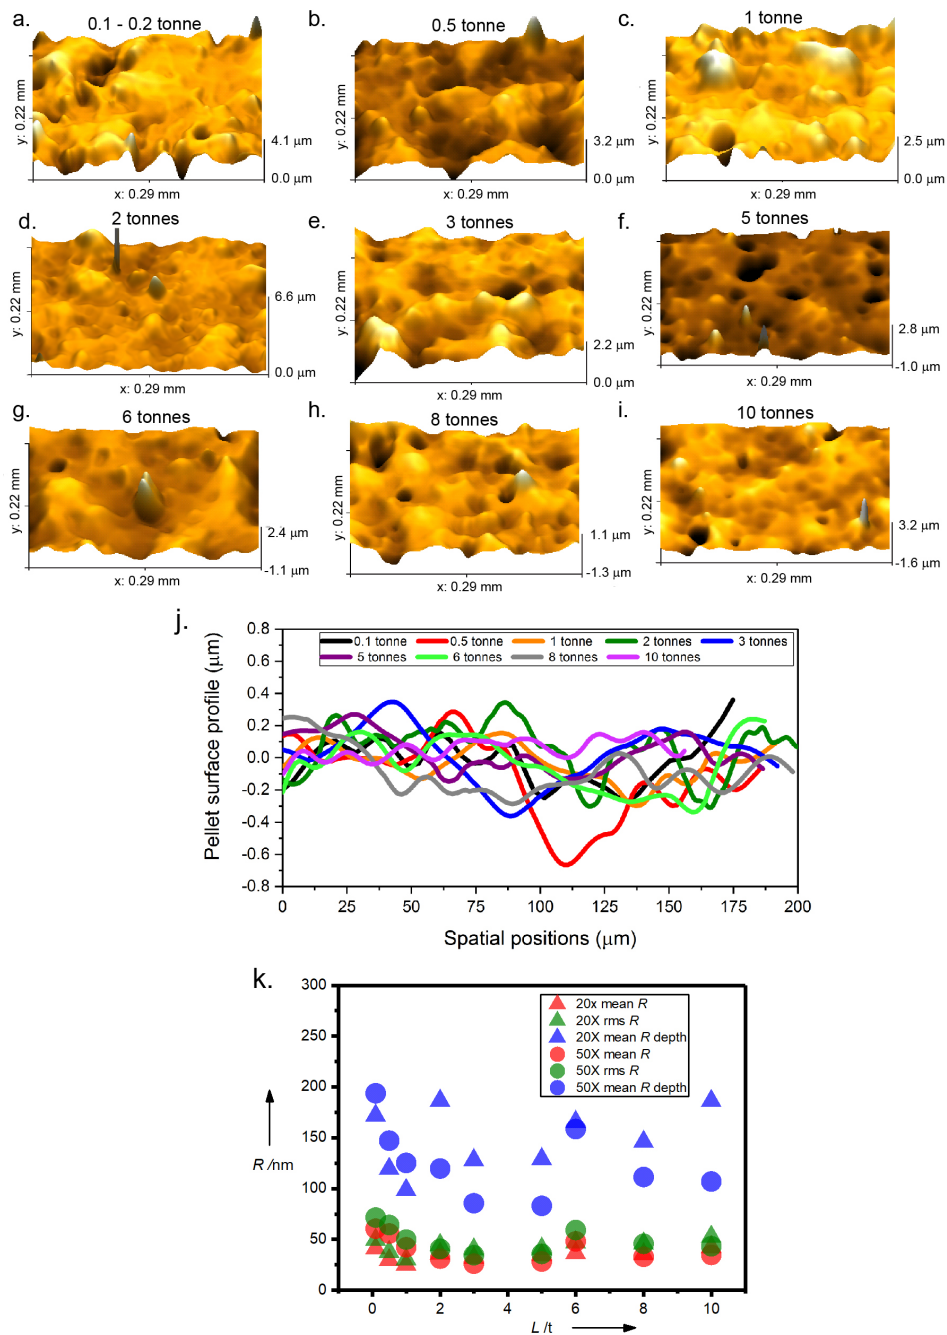 a. 0.1 - 0.2 tonne
y: 0.22 mm
4.1 μm
0.0 μm
x: 0.29 mm
b. 0.5 tonne
y: 0.22 mm
3.2 μm
0.0 μm
x: 0.29 mm
c. 1 tonne
y: 0.22 mm
2.5 μm
0.0 μm
x: 0.29 mm
d. 2 tonnes
y: 0.22 mm
6.6 μm
0.0 μm
x: 0.29 mm
e. 3 tonnes
y: 0.22 mm
2.2 μm
0.0 μm
x: 0.29 mm
f. 5 tonnes
y: 0.22 mm
2.8 μm
-1.0 μm
x: 0.29 mm
g. 6 tonnes
y: 0.22 mm
2.4 μm
-1.1 μm
x: 0.29 mm
h. 8 tonnes
y: 0.22 mm
1.1 μm
-1.3 μm
x: 0.29 mm
i. 10 tonnes
y: 0.22 mm
3.2 μm
-1.6 μm
x: 0.29 mm
j.
Pellet surface profile (μm)
0.8
0.6
0.4
0.2
0.0
-0.2
-0.4
-0.6
-0.8
0.1 tonne 0.5 tonne 1 tonne 2 tonnes 3 tonnes
5 tonnes 6 tonnes 8 tonnes 10 tonnes
0 25 50 75 100 125 150 175 200
Spatial positions (μm)
k.
R /nm
300
250
200
150
100
50
0
20x mean R
20X rms R
20X mean R depth
50X mean R
50X rms R
50X mean R depth
0 2 4 6 8 10
L /t